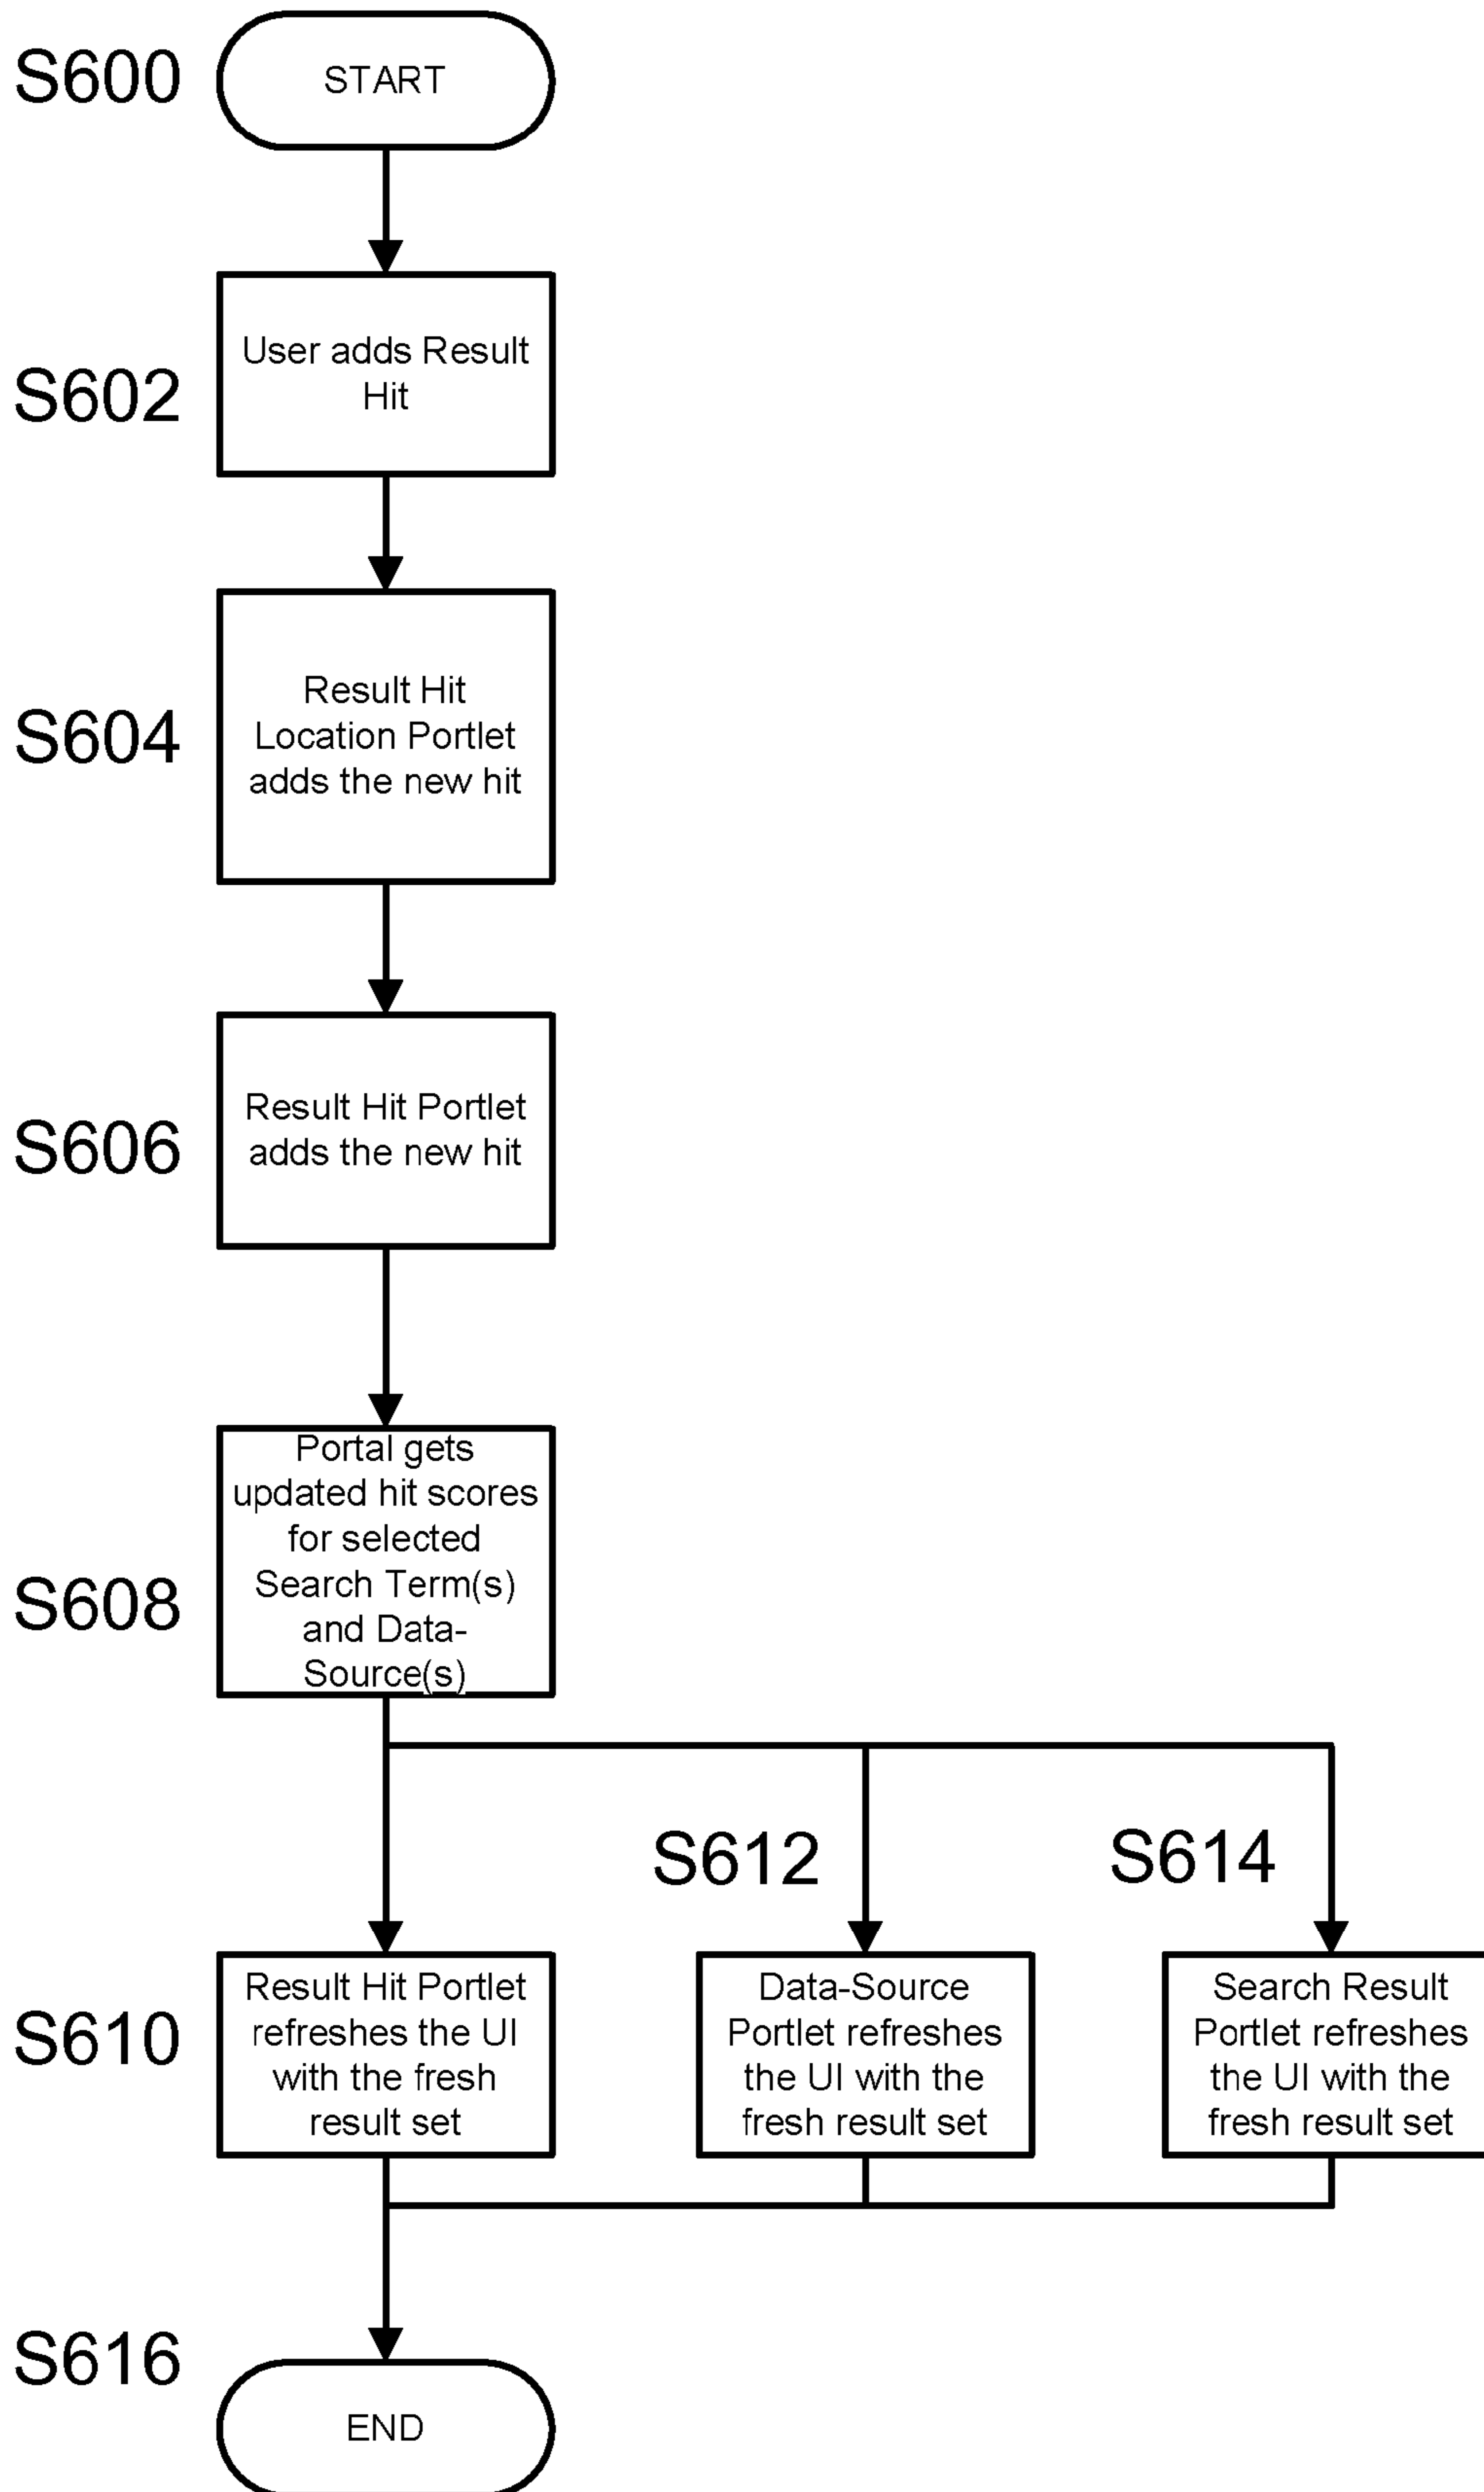 S600
START
S602
User adds Result
Hit
S604
Result Hit
Location Portlet
adds the new hit
S606
Result Hit Portlet
adds the new hit
S608
Portal gets
updated hit scores
for selected
Search Term(s)
and Data-
Source(s)
S612
S614
S610
Result Hit Portlet
refreshes the UI
with the fresh
result set
Data-Source
Portlet refreshes
the UI with the
fresh result set
Search Result
Portlet refreshes
the UI with the
fresh result set
S616
END